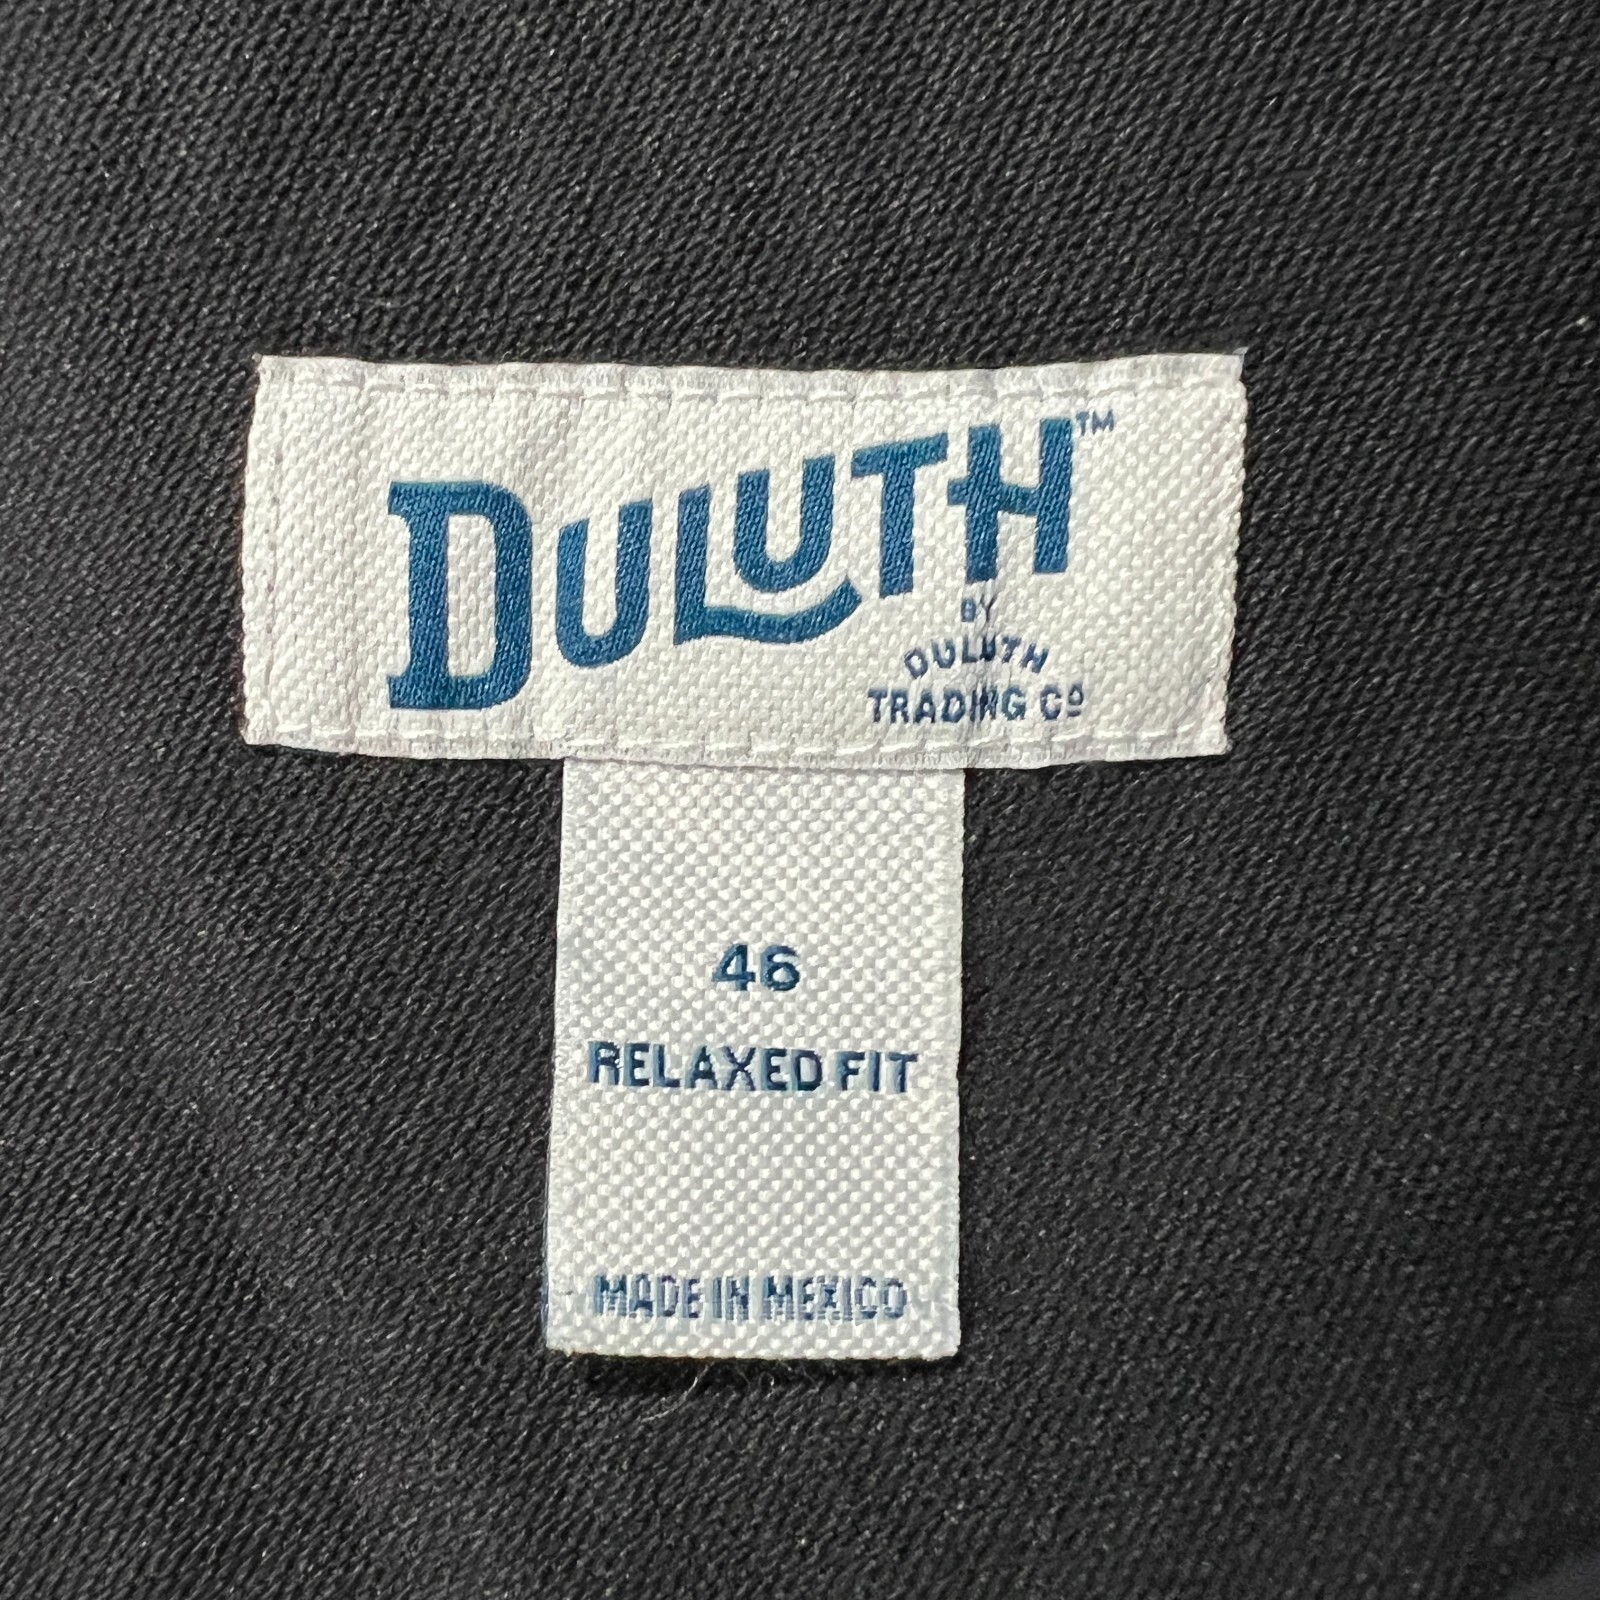 DULUTH™
BY
DULUTH
TRADING Cº
46
RELAXED FIT
MADE IN MEXICO